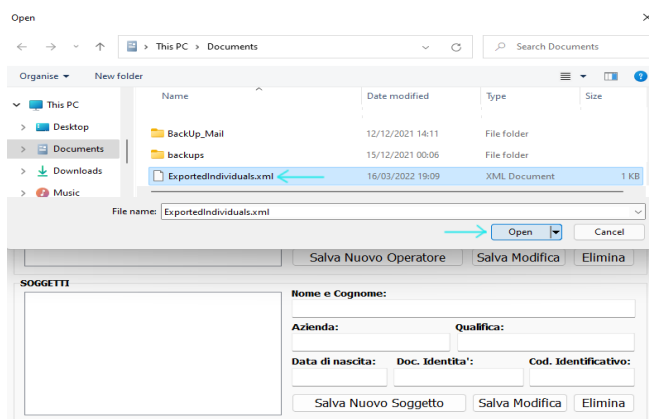 Open
This PC > Documents
Search Documents
Organise
New folder
Name
Date modified
Type
Size
This PC
Desktop
Documents
Downloads
Music
BackUp_Mail
12/12/2021 14:11
File folder
backups
15/12/2021 00:06
File folder
ExportedIndividuals.xml
16/03/2022 19:09
XML Document
1 KB
File name:
ExportedIndividuals.xml
Open
Cancel
Salva Nuovo Operatore
Salva Modifica
Elimina
SOGGETTI
Nome e Cognome:
Azienda:
Qualifica:
Data di nascita:
Doc. Identita':
Cod. Identificativo:
Salva Nuovo Soggetto
Salva Modifica
Elimina